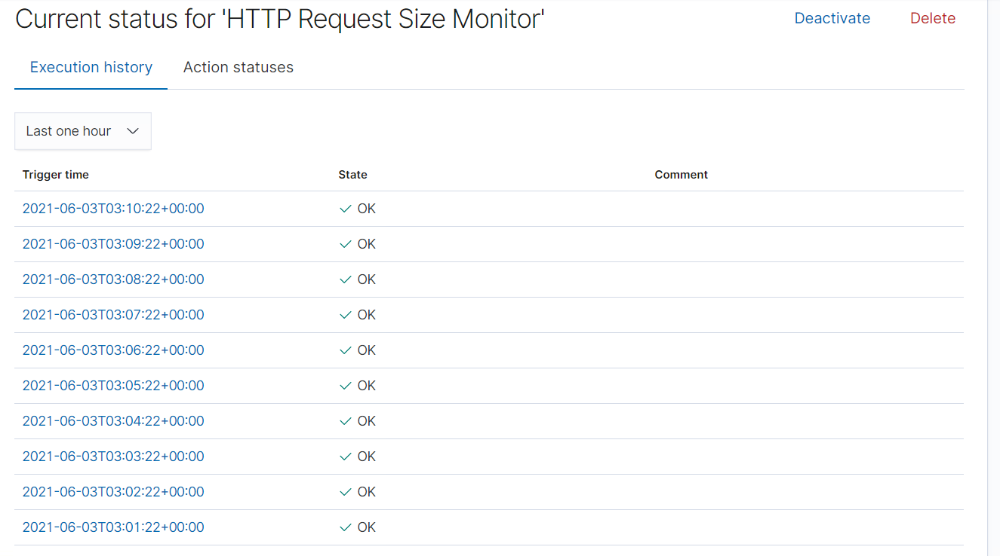 Current status for 'HTTP Request Size Monitor' Deactivate Delete
Execution history Action statuses
Last one hour
Trigger time State Comment
2021-06-03T03:10:22+00:00 OK
2021-06-03T03:09:22+00:00 OK
2021-06-03T03:08:22+00:00 OK
2021-06-03T03:07:22+00:00 OK
2021-06-03T03:06:22+00:00 OK
2021-06-03T03:05:22+00:00 OK
2021-06-03T03:04:22+00:00 OK
2021-06-03T03:03:22+00:00 OK
2021-06-03T03:02:22+00:00 OK
2021-06-03T03:01:22+00:00 OK